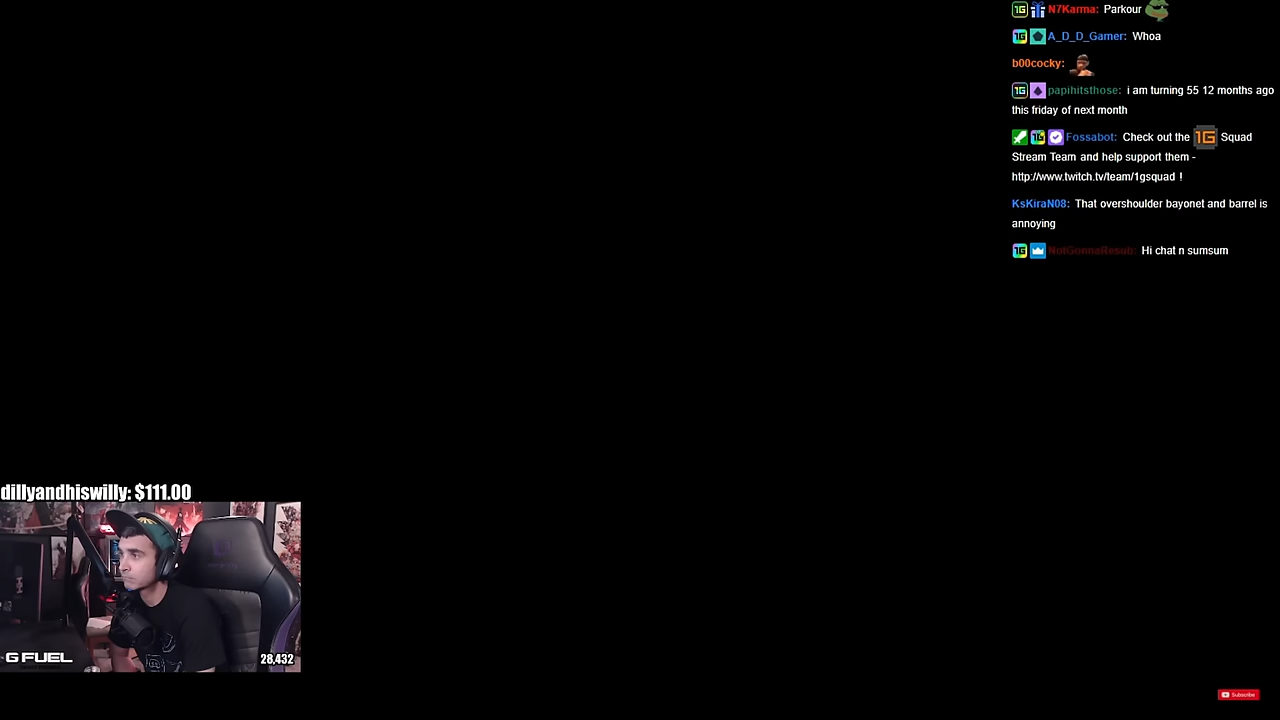 N7Karma: Parkour
A_D_D_Gamer: Whoa
b00cocky:
papihitsthose: i am turning 55 12 months ago
this friday of next month
Fossabot: Check out the 1G Squad
Stream Team and help support them -
http://www.twitch.tv/team/1gsquad !
KsKiraN08: That overshoulder bayonet and barrel is
annoying
NotGonnaResub: Hi chat n sumsum
dillyandhiswilly: $111.00
G FUEL
28,432
Subscribe